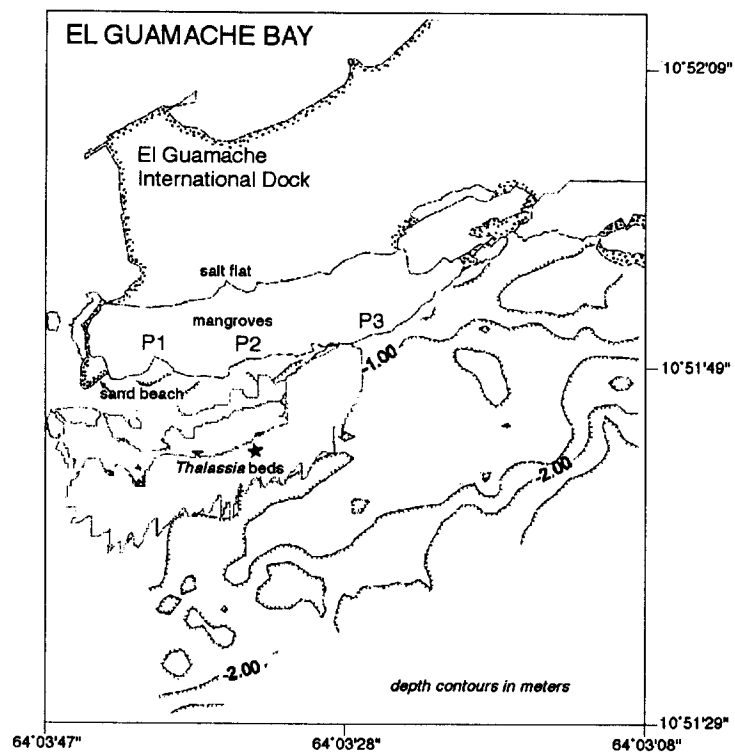 EL GUAMACHE BAY
10°52'09"
El Guamache
International Dock
salt flat
mangroves
P1
P2
P3
-1.00
10°51'49"
sand beach
Thalassia beds
-2.00
-2.00
depth contours in meters
10°51'29"
64°03'47"
64°03'28"
64°03'08"